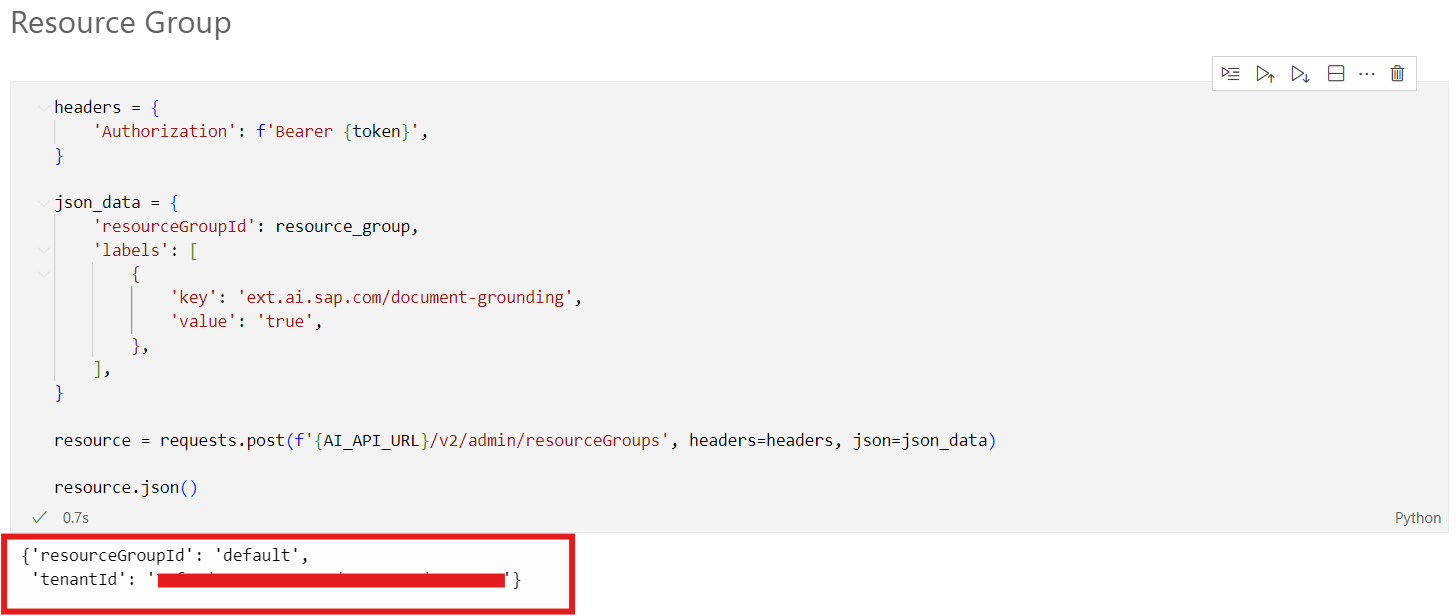 Resource Group
headers = {
'Authorization': f'Bearer {token}',
}
json_data = {
'resourceGroupId': resource_group,
'labels': [
{
'key': 'ext.ai.sap.com/document-grounding',
'value': 'true',
},
],
}
resource = requests.post(f'{AI_API_URL}/v2/admin/resourceGroups', headers=headers, json=json_data)
resource.json()
0.7s
Python
{'resourceGroupId': 'default',
'tenantId': ' '}